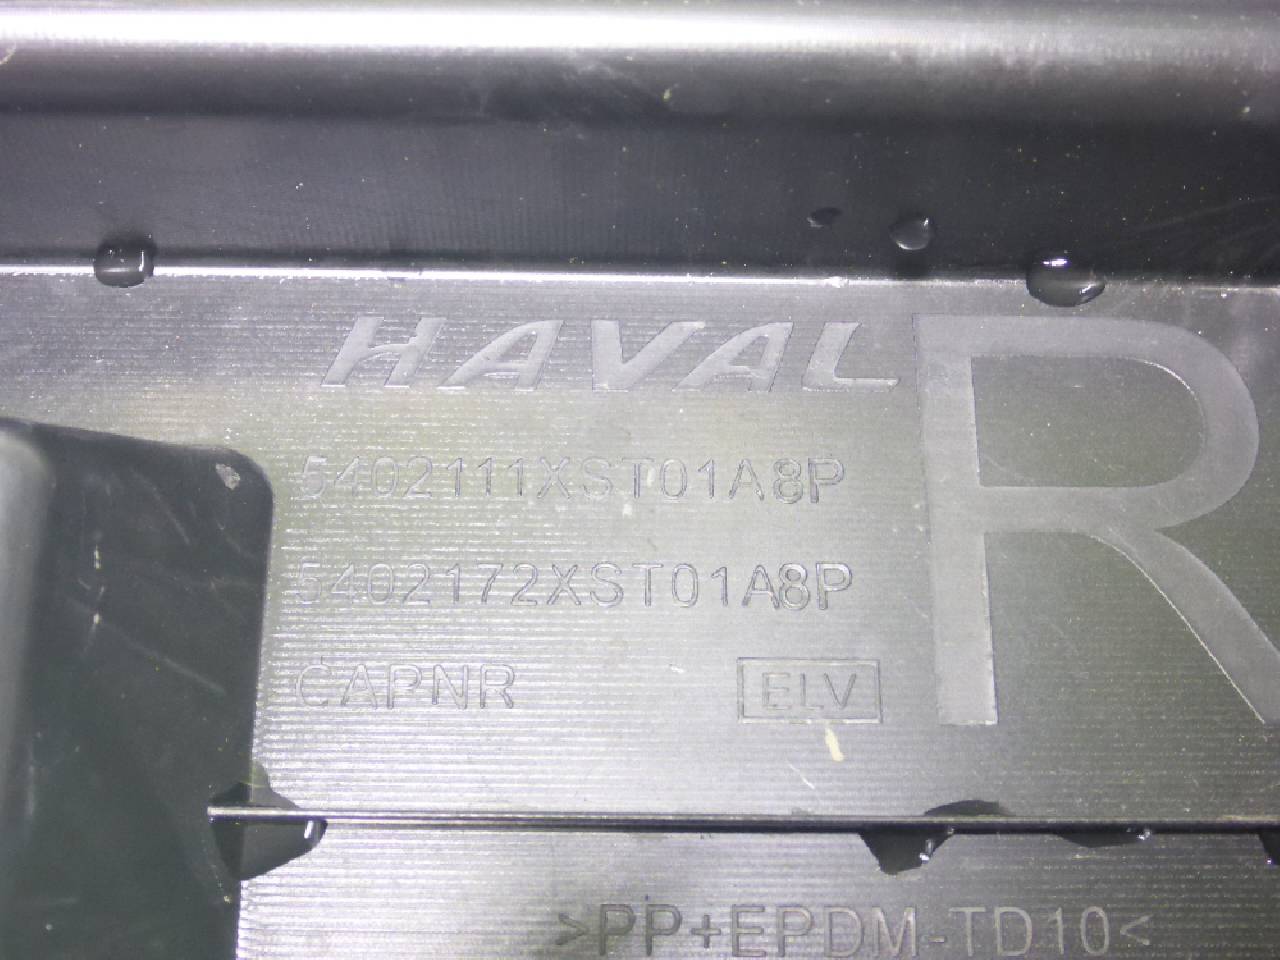 HAVAL
R
5402111XST01A8P
5402172XST01A8P
CAPNR
ELV
>PP+EPDM-TD10<